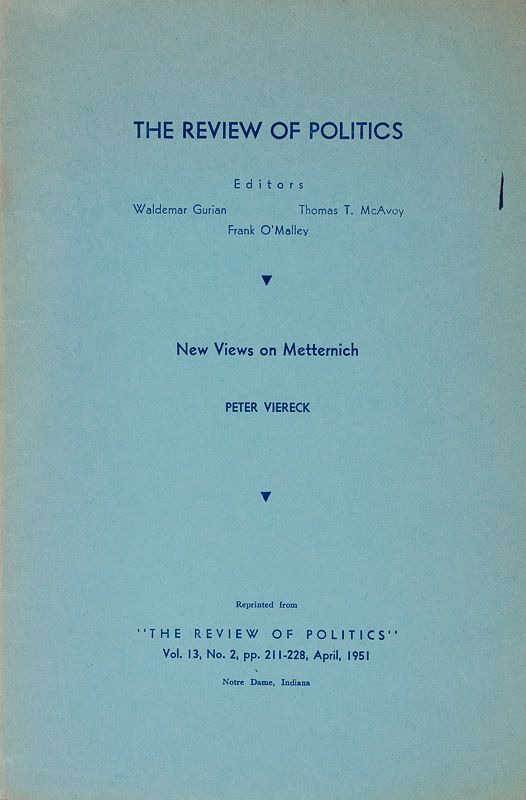 THE REVIEW OF POLITICS
Editors
Waldemar Gurian Thomas T. McAvoy
Frank O'Malley
New Views on Metternich
PETER VIERECK
Reprinted from
"THE REVIEW OF POLITICS"
Vol. 13, No. 2, pp. 211-228, April, 1951
Notre Dame, Indiana